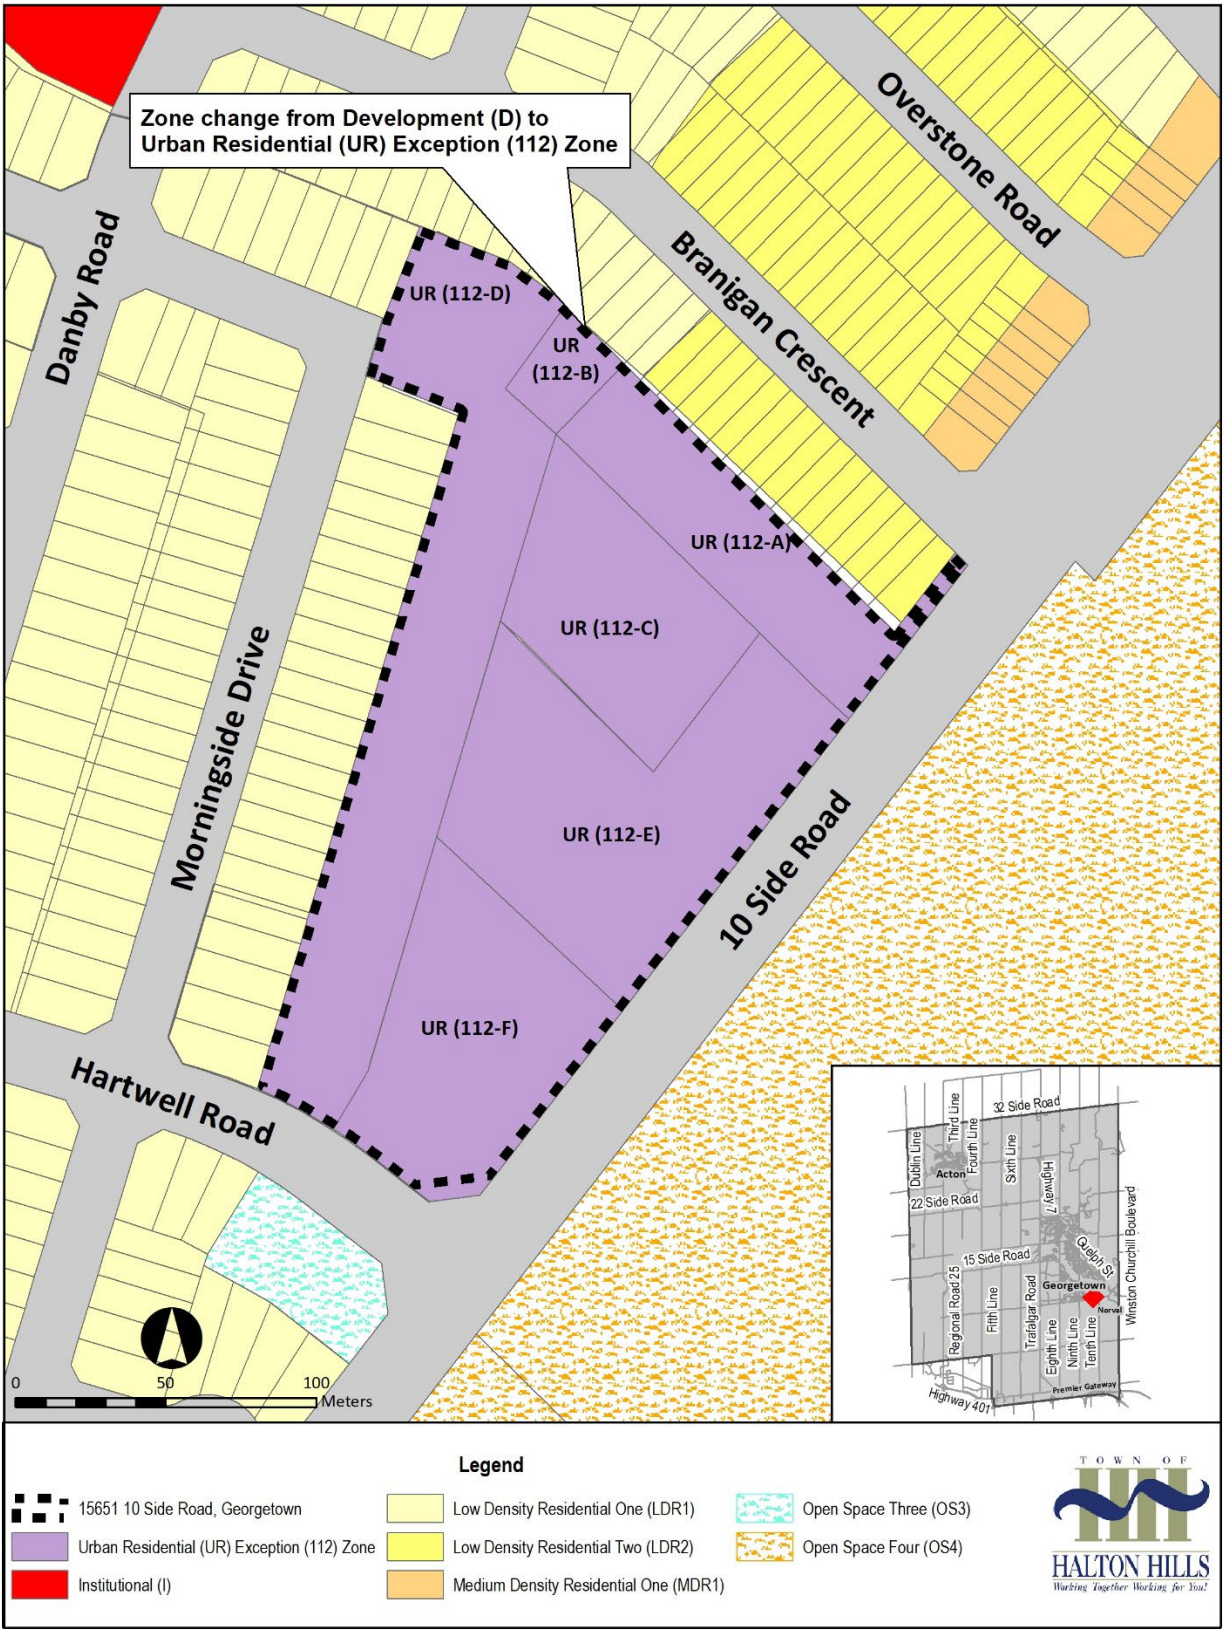 Zone change from Development (D) to
Urban Residential (UR) Exception (112) Zone
Overstone Road
Danby Road
Branigan Crescent
UR (112-D)
UR
(112-B)
UR (112-A)
UR (112-C)
Morningside Drive
UR (112-E)
10 Side Road
UR (112-F)
Hartwell Road
32 Side Road
Third Line
Fourth Line
Dublin Line
Sixth Line
Highway 7
Acton
22 Side Road
Winston Churchill Boulevard
15 Side Road
Guelph St
Georgetown
Norval
Regional Road 25
Fifth Line
Trafalgar Road
Eighth Line
Ninth Line
Tenth Line
Premier Gateway
Highway 401
0 50 100
Meters
Legend
15651 10 Side Road, Georgetown
Urban Residential (UR) Exception (112) Zone
Institutional (I)
Low Density Residential One (LDR1)
Low Density Residential Two (LDR2)
Medium Density Residential One (MDR1)
Open Space Three (OS3)
Open Space Four (OS4)
TOWN OF
HALTON HILLS
Working Together Working for You!